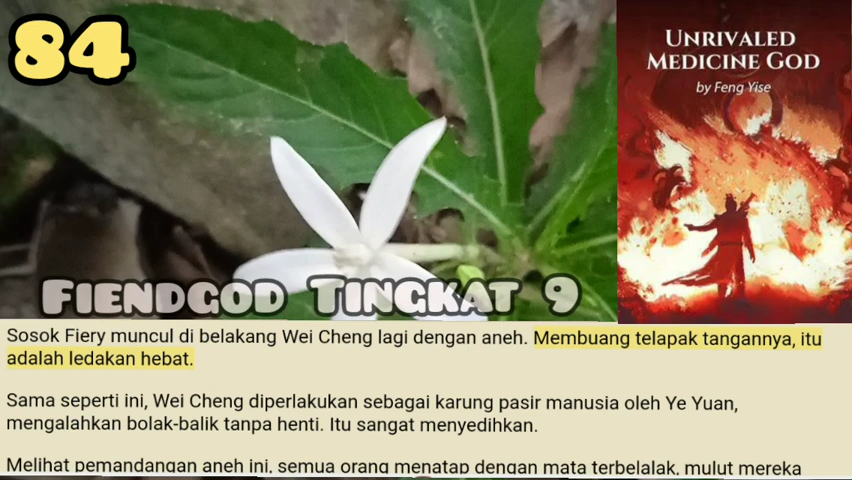 84
UNRIVALED
MEDICINE GOD
by Feng Yise
FIENDGOD TINGKAT 9
Sosok Fiery muncul di belakang Wei Cheng lagi dengan aneh. Membuang telapak tangannya, itu
adalah ledakan hebat.
Sama seperti ini, Wei Cheng diperlakukan sebagai karung pasir manusia oleh Ye Yuan,
mengalahkan bolak-balik tanpa henti. Itu sangat menyedihkan.
Melihat pemandangan aneh ini, semua orang menatap dengan mata terbelalak, mulut mereka